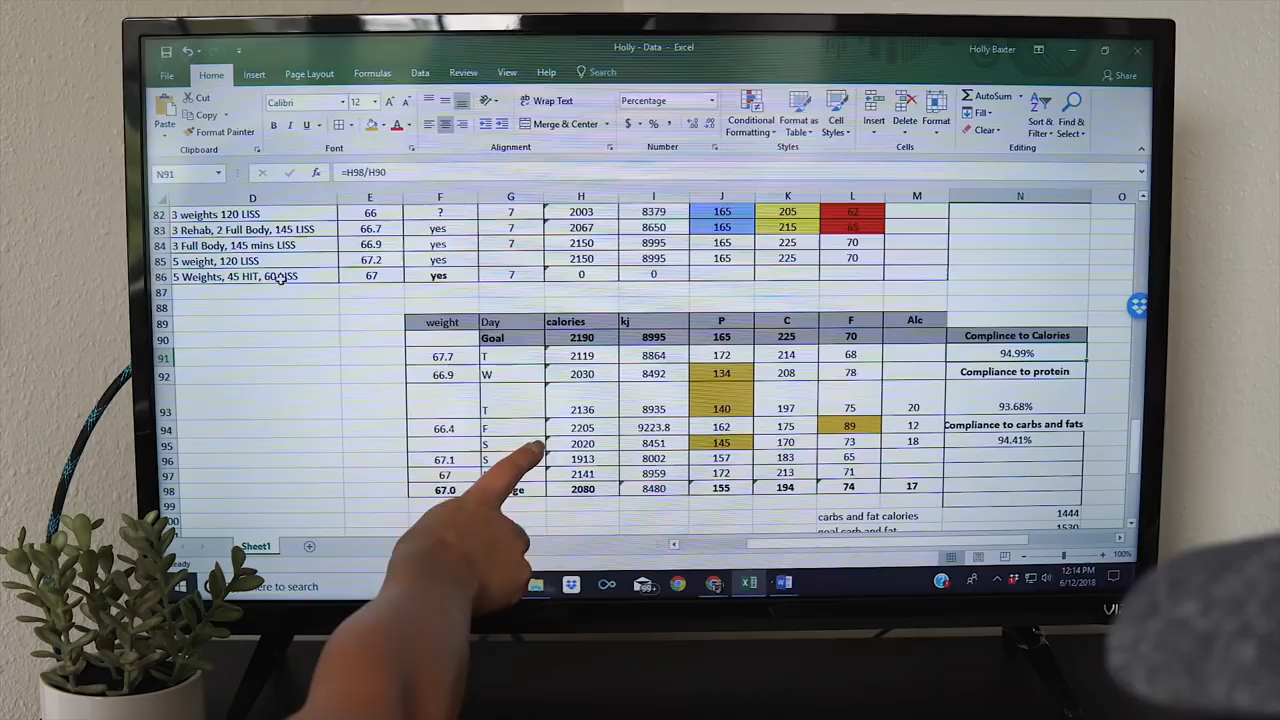 Holly - Data - Excel
Holly Baxter
File Home Insert Page Layout Formulas Data Review View Help Search Share
Cut
Copy
Format Painter
Paste
Clipboard
Calibri 12
B I U
Font
Wrap Text
Merge & Center
Alignment
Percentage
$ % ,
Number
Conditional Formatting
Format as Table
Cell Styles
Styles
Insert Delete Format
Cells
AutoSum
Fill
Clear
Sort & Filter
Find & Select
Editing
N91 fx =H98/H90
D E F G H I J K L M N O
82 3 weights 120 LISS 66 ? 7 2003 8379 165 205 62
83 3 Rehab, 2 Full Body, 145 LISS 66.7 yes 7 2067 8650 165 215 65
84 3 Full Body, 145 mins LISS 66.9 yes 7 2150 8995 165 225 70
85 5 weight, 120 LISS 67.2 yes 2150 8995 165 225 70
86 5 Weights, 45 HIT, 60 LISS 67 yes 7 0 0
87
88
89 weight Day calories kj P C F Alc
90 Goal 2190 8995 165 225 70 Complince to Calories
91 67.7 T 2119 8864 172 214 68 94.99%
92 66.9 W 2030 8492 134 208 78 Compliance to protein
93 T 2136 8935 140 197 75 20 93.68%
94 66.4 F 2205 9223.8 162 175 89 12 Compliance to carbs and fats
95 S 2020 8451 145 170 73 18 94.41%
96 67.1 S 1913 8002 157 183 65
97 67 2141 8959 172 213 71
98 67.0 2080 8480 155 194 74 17
99 carbs and fat calories 1444
goal carb and fat 1530
Sheet1
100%
99+
12:14 PM
6/12/2018